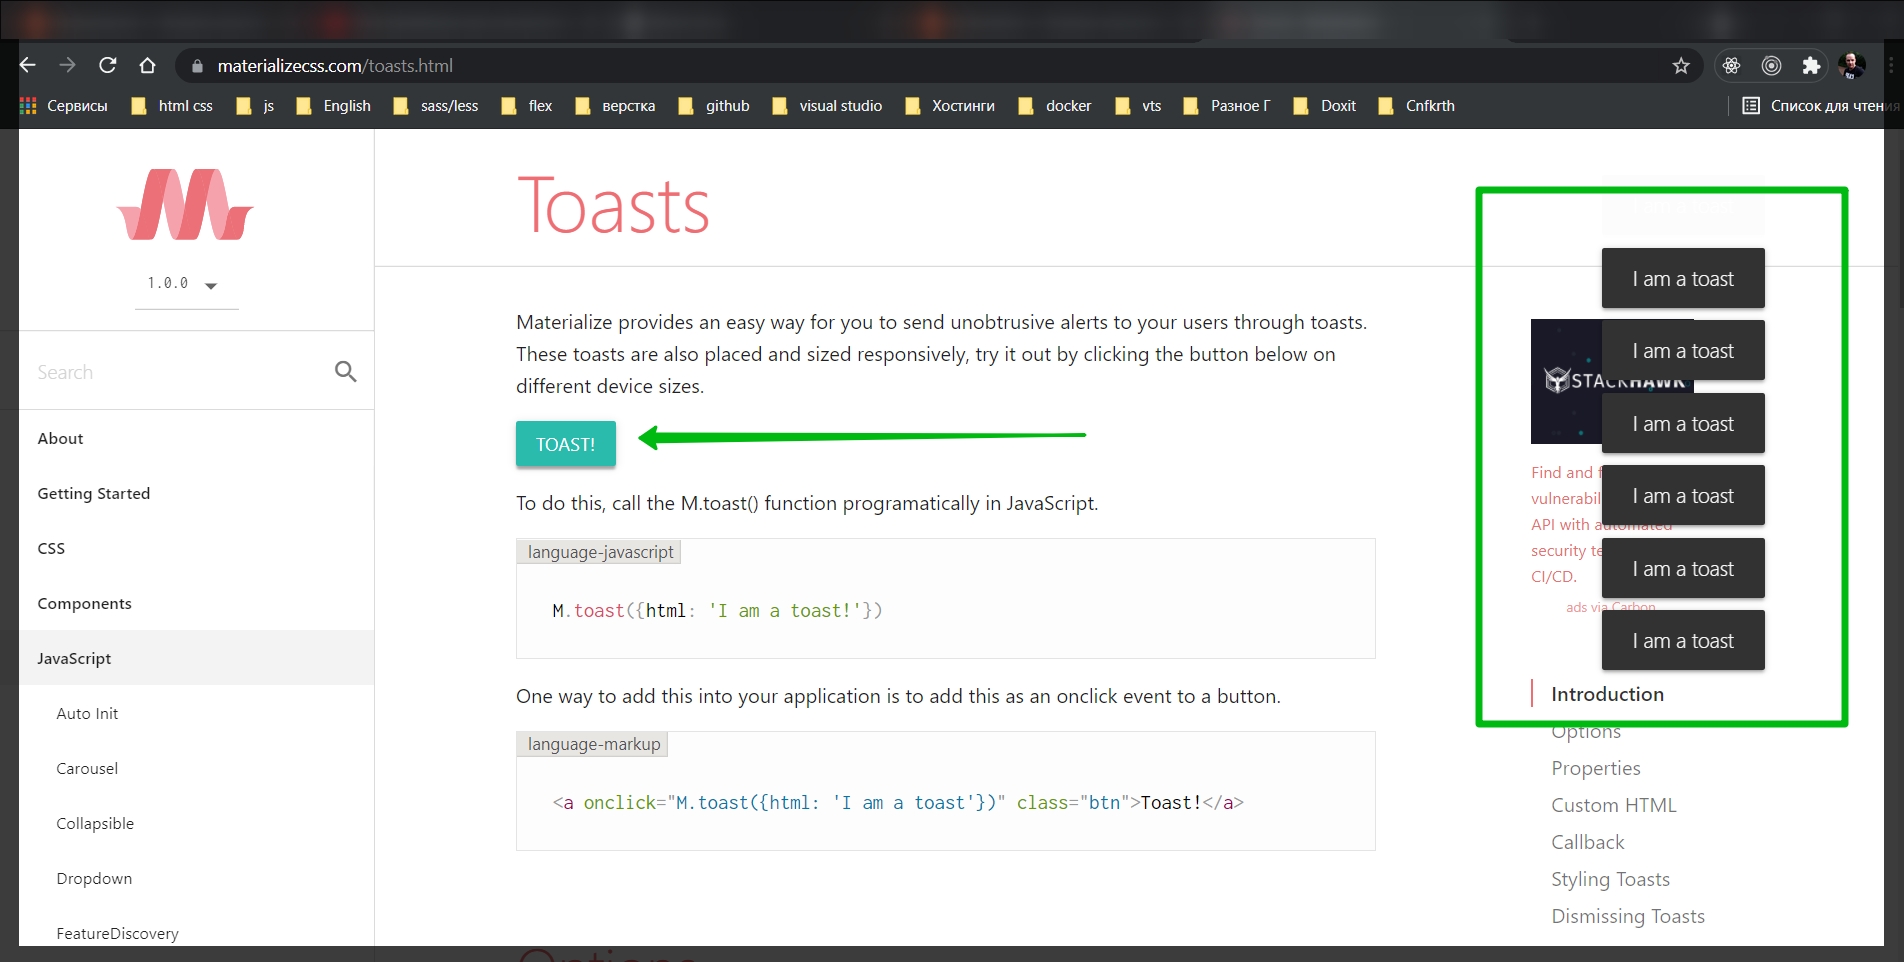 materializecss.com/toasts.html
Сервисы
html css
js
English
sass/less
flex
верстка
github
visual studio
Хостинги
docker
vts
Разное Г
Doxit
Cnfkrth
Список для чтения
1.0.0
Search
About
Getting Started
CSS
Components
JavaScript
Auto Init
Carousel
Collapsible
Dropdown
FeatureDiscovery
Toasts
Materialize provides an easy way for you to send unobtrusive alerts to your users through toasts.
These toasts are also placed and sized responsively, try it out by clicking the button below on
different device sizes.
TOAST!
To do this, call the M.toast() function programatically in JavaScript.
language-javascript
M.toast({html: 'I am a toast!'})
One way to add this into your application is to add this as an onclick event to a button.
language-markup
<a onclick="M.toast({html: 'I am a toast'})" class="btn">Toast!</a>
Options
I am a toast
I am a toast
I am a toast
I am a toast
I am a toast
I am a toast
STACKHAWK
Find and
API with automated
security
CI/CD.
ads via Carbon
Introduction
Options
Properties
Custom HTML
Callback
Styling Toasts
Dismissing Toasts